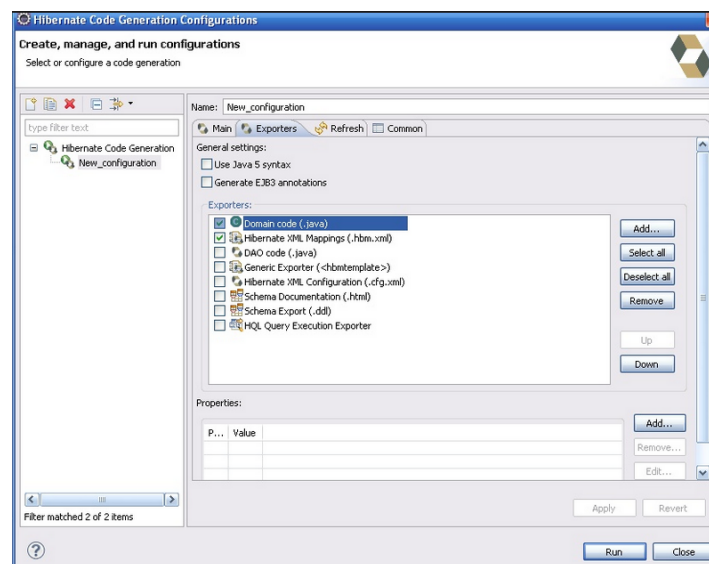 Hibernate Code Generation Configurations
Create, manage, and run configurations
Select or configure a code generation
type filter text
Hibernate Code Generation
New_configuration
Filter matched 2 of 2 items
Name: New_configuration
Main Exporters Refresh Common
General settings:
Use Java 5 syntax
Generate EJB3 annotations
Exporters:
Domain code (.java)
Hibernate XML Mappings (.hbm.xml)
DAO code (.java)
Generic Exporter (<hbmtemplate>)
Hibernate XML Configuration (.cfg.xml)
Schema Documentation (.html)
Schema Export (.ddl)
HQL Query Execution Exporter
Add...
Select all
Deselect all
Remove
Up
Down
Properties:
P... Value
Add...
Remove...
Edit...
Apply Revert
Run Close